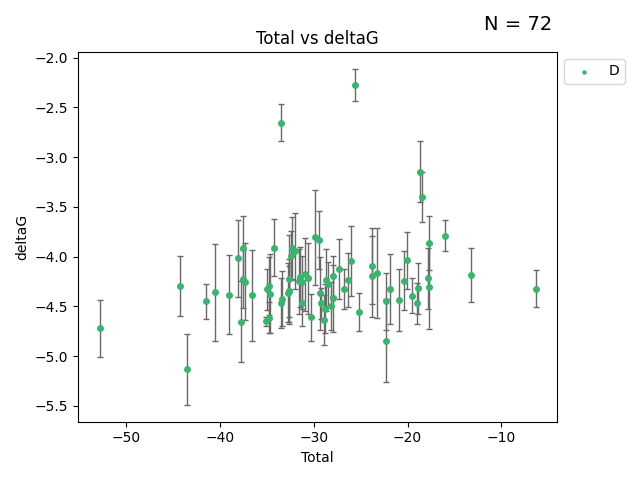 N = 72
Total vs deltaG
D
deltaG
−2.0
−2.5
−3.0
−3.5
−4.0
−4.5
−5.0
−5.5
−50 −40 −30 −20 −10
Total